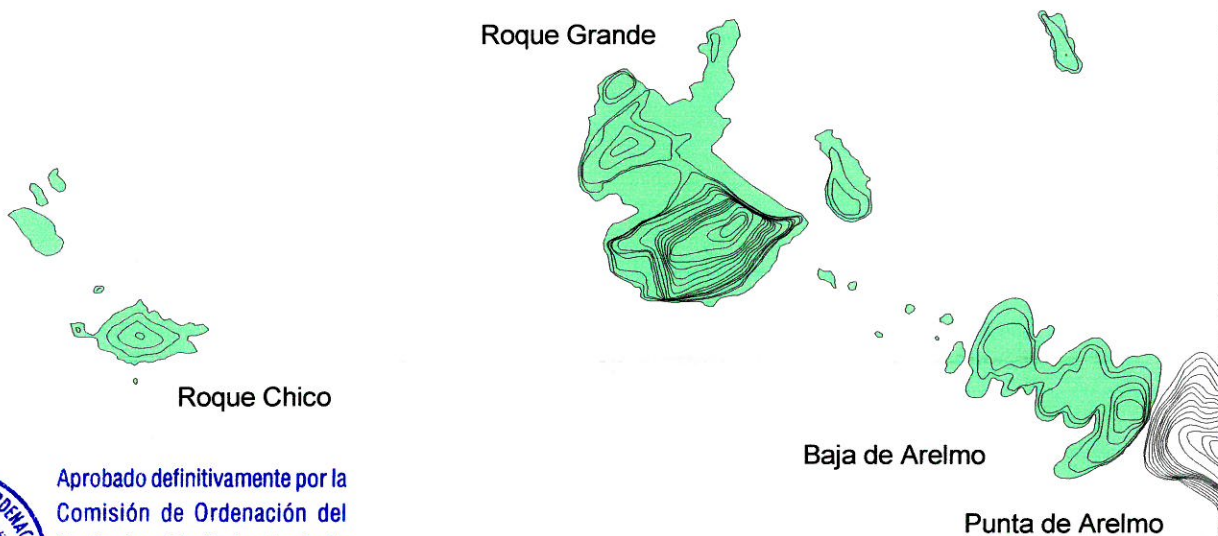 Roque Grande
Roque Chico
Baja de Arelmo
Aprobado definitivamente por la
Comisión de Ordenación del
Punta de Arelmo